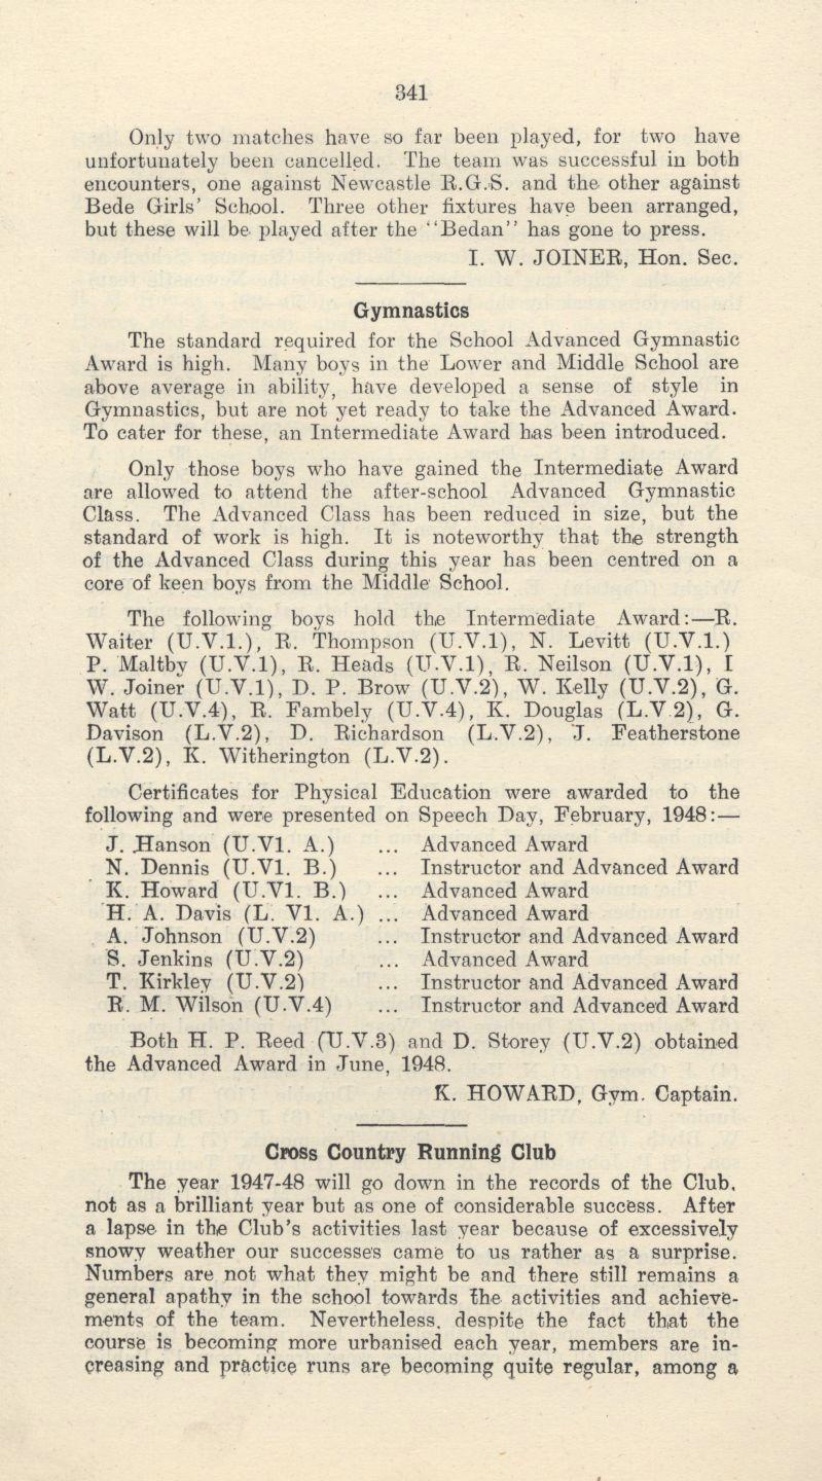 341
Only two matches have so far been played, for two have
unfortunately been cancelled. The team was successful in both
encounters, one against Newcastle R.G.S. and the other against
Bede Girls' School. Three other fixtures have been arranged,
but these will be played after the "Bedan" has gone to press.
I. W. JOINER, Hon. Sec.
Gymnastics
The standard required for the School Advanced Gymnastic
Award is high. Many boys in the Lower and Middle School are
above average in ability, have developed a sense of style in
Gymnastics, but are not yet ready to take the Advanced Award.
To cater for these, an Intermediate Award has been introduced.
Only those boys who have gained the Intermediate Award
are allowed to attend the after-school Advanced Gymnastic
Class. The Advanced Class has been reduced in size, but the
standard of work is high. It is noteworthy that the strength
of the Advanced Class during this year has been centred on a
core of keen boys from the Middle School.
The following boys hold the Intermediate Award:—R.
Waiter (U.V.1.), R. Thompson (U.V.1), N. Levitt (U.V.1.)
P. Maltby (U.V.1), R. Heads (U.V.1), R. Neilson (U.V.1), I
W. Joiner (U.V.1), D. P. Brow (U.V.2), W. Kelly (U.V.2), G.
Watt (U.V.4), R. Fambely (U.V.4), K. Douglas (L.V 2), G.
Davison (L.V.2), D. Richardson (L.V.2), J. Featherstone
(L.V.2), K. Witherington (L.V.2).
Certificates for Physical Education were awarded to the
following and were presented on Speech Day, February, 1948:—
J. Hanson (U.V1. A.) ... Advanced Award
N. Dennis (U.V1. B.) ... Instructor and Advanced Award
K. Howard (U.V1. B.) ... Advanced Award
H. A. Davis (L. V1. A.) ... Advanced Award
A. Johnson (U.V.2) ... Instructor and Advanced Award
S. Jenkins (U.V.2) ... Advanced Award
T. Kirkley (U.V.2) ... Instructor and Advanced Award
R. M. Wilson (U.V.4) ... Instructor and Advanced Award
Both H. P. Reed (U.V.3) and D. Storey (U.V.2) obtained
the Advanced Award in June, 1948.
K. HOWARD, Gym. Captain.
Cross Country Running Club
The year 1947-48 will go down in the records of the Club,
not as a brilliant year but as one of considerable success. After
a lapse in the Club's activities last year because of excessively
snowy weather our successes came to us rather as a surprise.
Numbers are not what they might be and there still remains a
general apathy in the school towards the activities and achieve-
ments of the team. Nevertheless, despite the fact that the
course is becoming more urbanised each year, members are in-
creasing and practice runs are becoming quite regular, among a